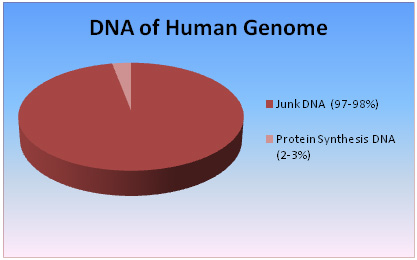 DNA of Human Genome
Junk DNA (97-98%)
Protein Synthesis DNA
(2-3%)